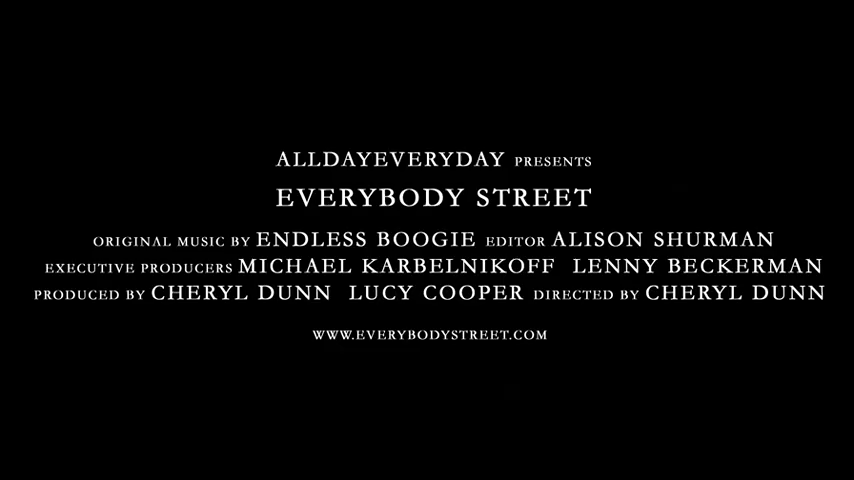 ALLDAYEVERYDAY PRESENTS
EVERYBODY STREET
ORIGINAL MUSIC BY ENDLESS BOOGIE EDITOR ALISON SHURMAN
EXECUTIVE PRODUCERS MICHAEL KARBELNIKOFF LENNY BECKERMAN
PRODUCED BY CHERYL DUNN LUCY COOPER DIRECTED BY CHERYL DUNN
WWW.EVERYBODYSTREET.COM